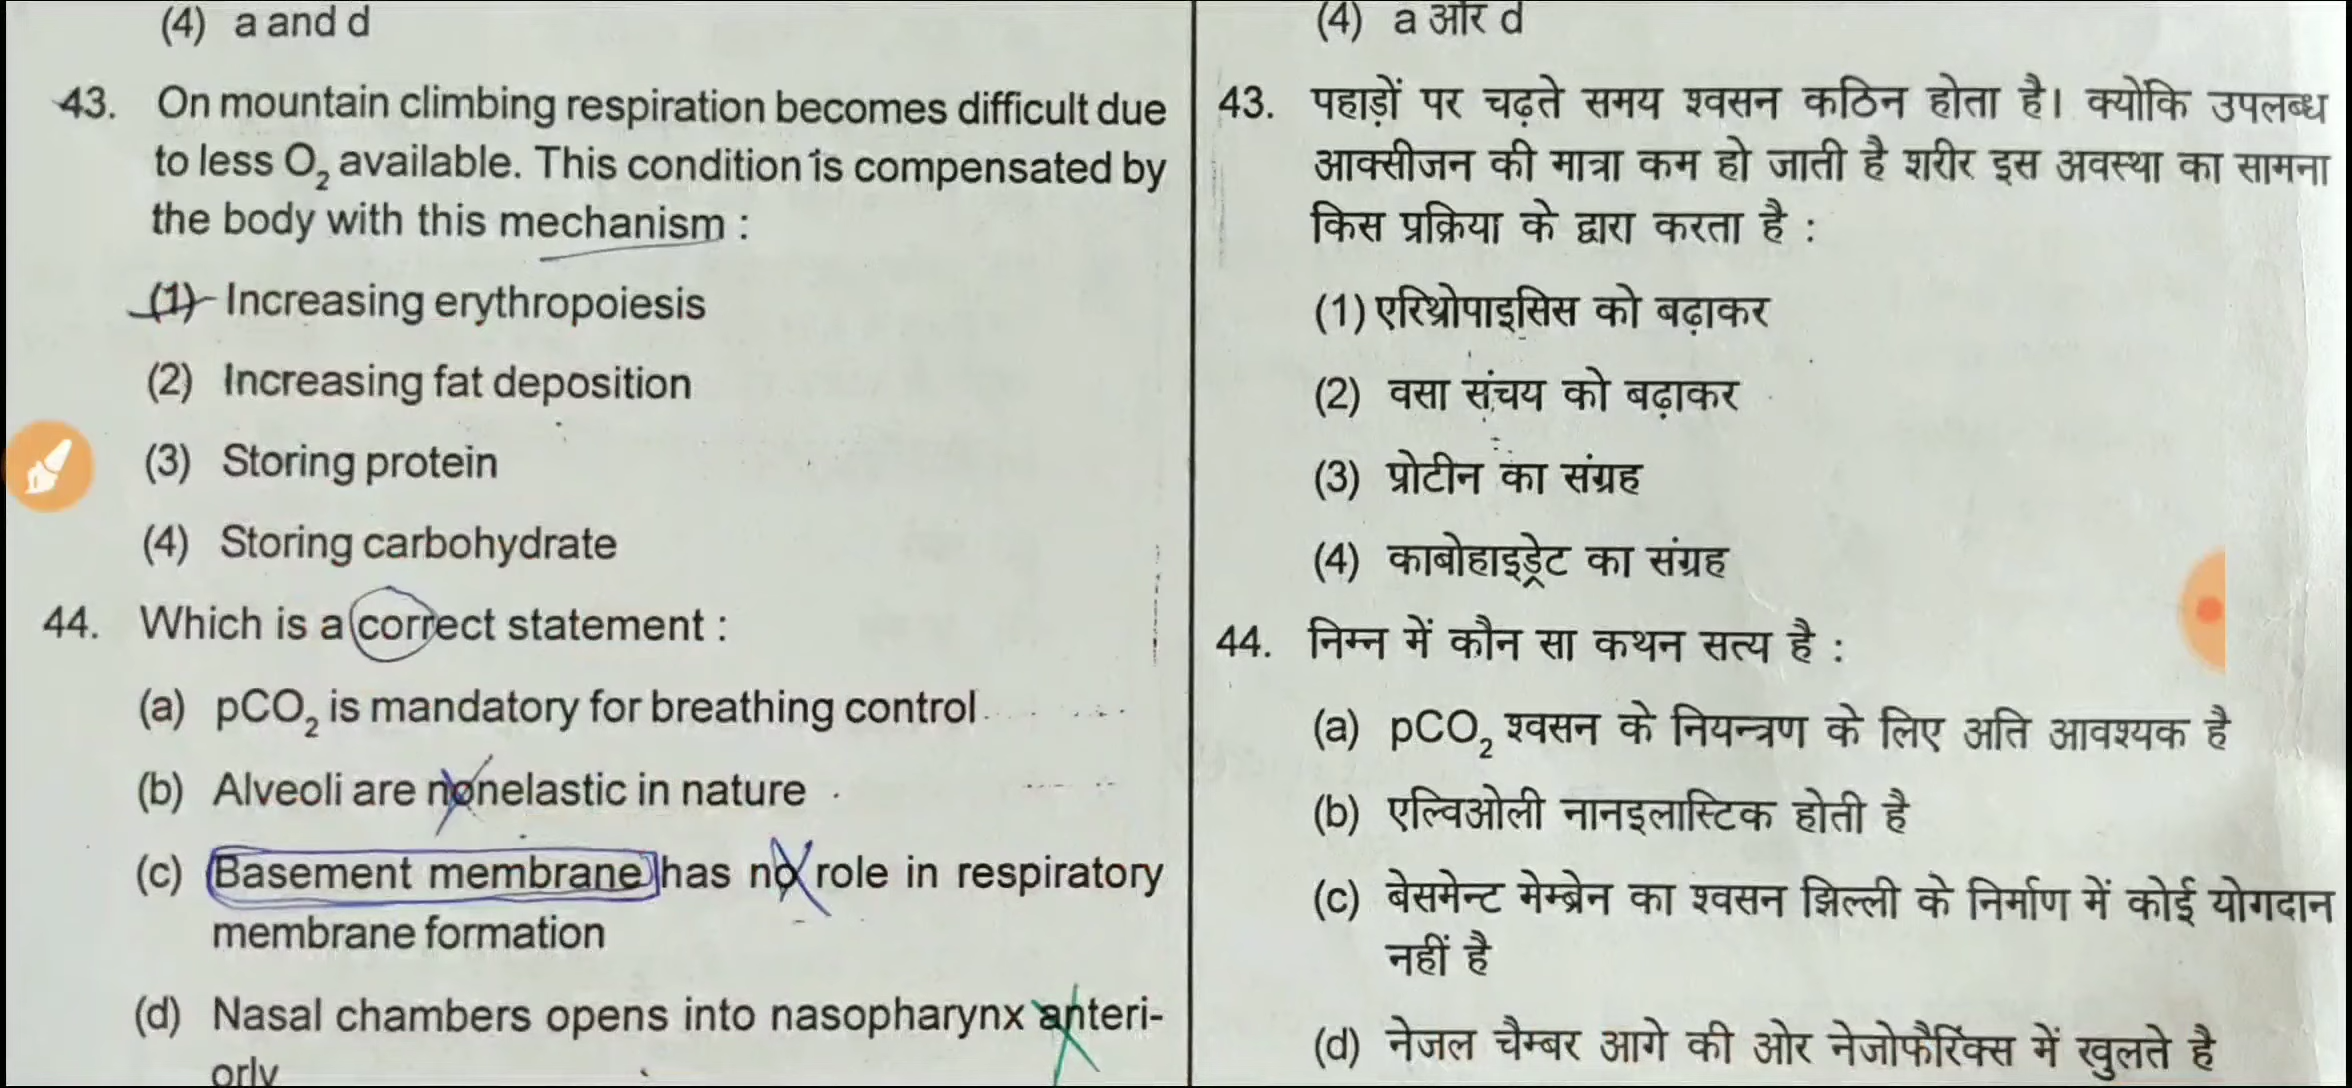 (4) a and d
43. On mountain climbing respiration becomes difficult due
to less O₂ available. This condition is compensated by
the body with this mechanism :
(1) Increasing erythropoiesis
(2) Increasing fat deposition
(3) Storing protein
(4) Storing carbohydrate
44. Which is a correct statement :
(a) pCO₂ is mandatory for breathing control
(b) Alveoli are nonelastic in nature
(c) Basement membrane has no role in respiratory
membrane formation
(d) Nasal chambers opens into nasopharynx anteri-
orly
(4) a और d
43. पहाड़ों पर चढ़ते समय श्वसन कठिन होता है। क्योकि उपलब्ध
आक्सीजन की मात्रा कम हो जाती है शरीर इस अवस्था का सामना
किस प्रक्रिया के द्वारा करता है :
(1) एरिथ्रोपाइसिस को बढ़ाकर
(2) वसा संचय को बढ़ाकर
(3) प्रोटीन का संग्रह
(4) काबोहाइड्रेट का संग्रह
44. निम्न में कौन सा कथन सत्य है :
(a) pCO₂ श्वसन के नियन्त्रण के लिए अति आवश्यक है
(b) एल्विओली नानइलास्टिक होती है
(c) बेसमेन्ट मेम्ब्रेन का श्वसन झिल्ली के निर्माण में कोई योगदान
नहीं है
(d) नेजल चैम्बर आगे की ओर नेजोफैरिंक्स में खुलते है